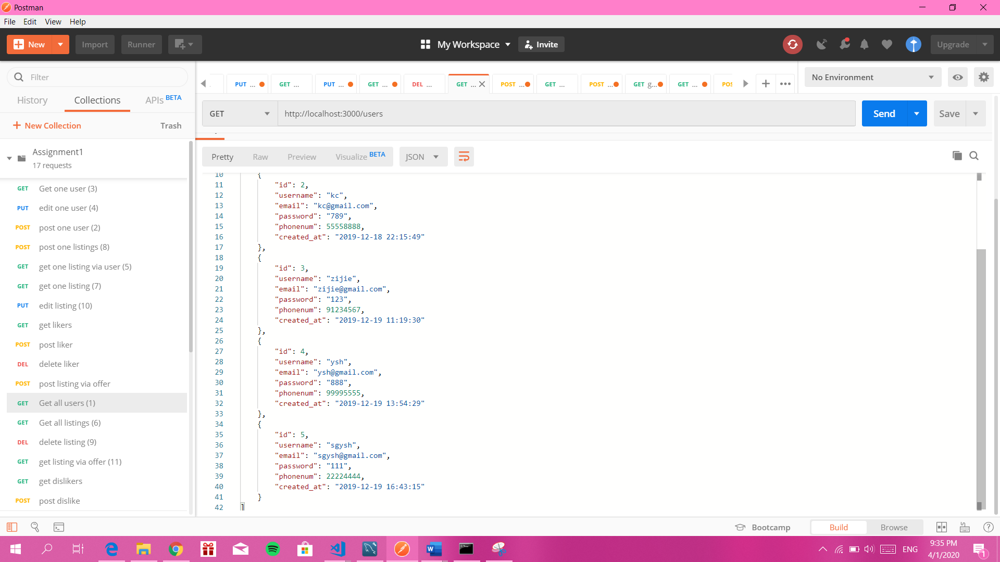 Postman
File Edit View Help
New Import Runner My Workspace Invite Upgrade
Filter
History Collections APIs BETA
New Collection Trash
Assignment1
17 requests
GET Get one user (3)
PUT edit one user (4)
POST post one user (2)
POST post one listings (8)
GET get one listing via user (5)
GET get one listing (7)
PUT edit listing (10)
GET get likers
POST post liker
DEL delete liker
POST post listing via offer
GET Get all users (1)
GET Get all listings (6)
DEL delete listing (9)
GET get listing via offer (11)
GET get dislikers
POST post dislike
PUT ... GET ... PUT ... GET ... DEL ... GET ... POST ... GET ... POST ... GET g... GET ... POS
No Environment
GET http://localhost:3000/users Send Save
Pretty Raw Preview Visualize BETA JSON
10 {
11 "id": 2,
12 "username": "kc",
13 "email": "kc@gmail.com",
14 "password": "789",
15 "phonenum": 55558888,
16 "created_at": "2019-12-18 22:15:49"
17 },
18 {
19 "id": 3,
20 "username": "zijie",
21 "email": "zijie@gmail.com",
22 "password": "123",
23 "phonenum": 91234567,
24 "created_at": "2019-12-19 11:19:30"
25 },
26 {
27 "id": 4,
28 "username": "ysh",
29 "email": "ysh@gmail.com",
30 "password": "888",
31 "phonenum": 99995555,
32 "created_at": "2019-12-19 13:54:29"
33 },
34 {
35 "id": 5,
36 "username": "sgysh",
37 "email": "sgysh@gmail.com",
38 "password": "111",
39 "phonenum": 22224444,
40 "created_at": "2019-12-19 16:43:15"
41 }
42 ]
Bootcamp Build Browse
ENG
9:35 PM
4/1/2020
1